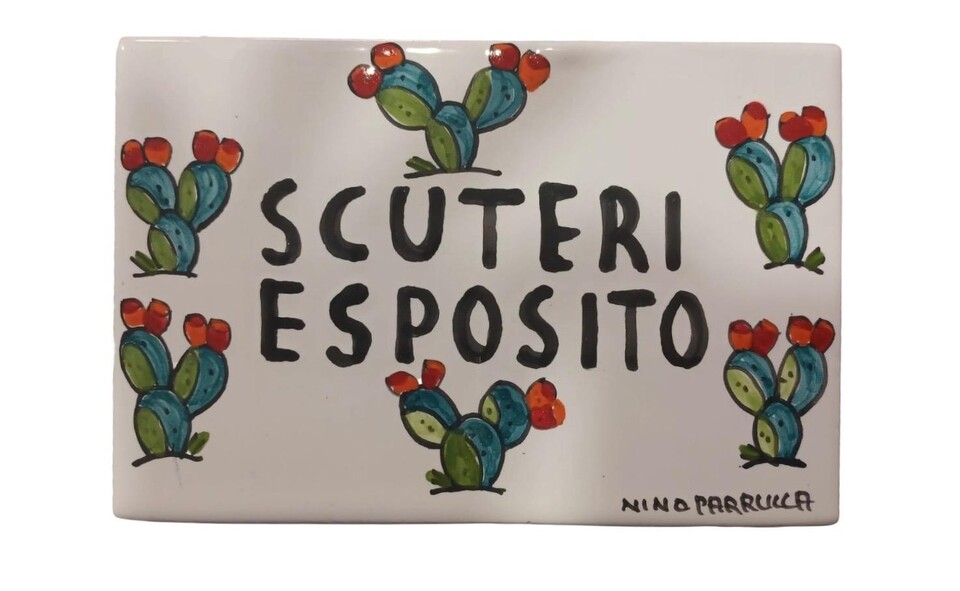 SCUTERI
ESPOSITO
NINO PARRUCCA